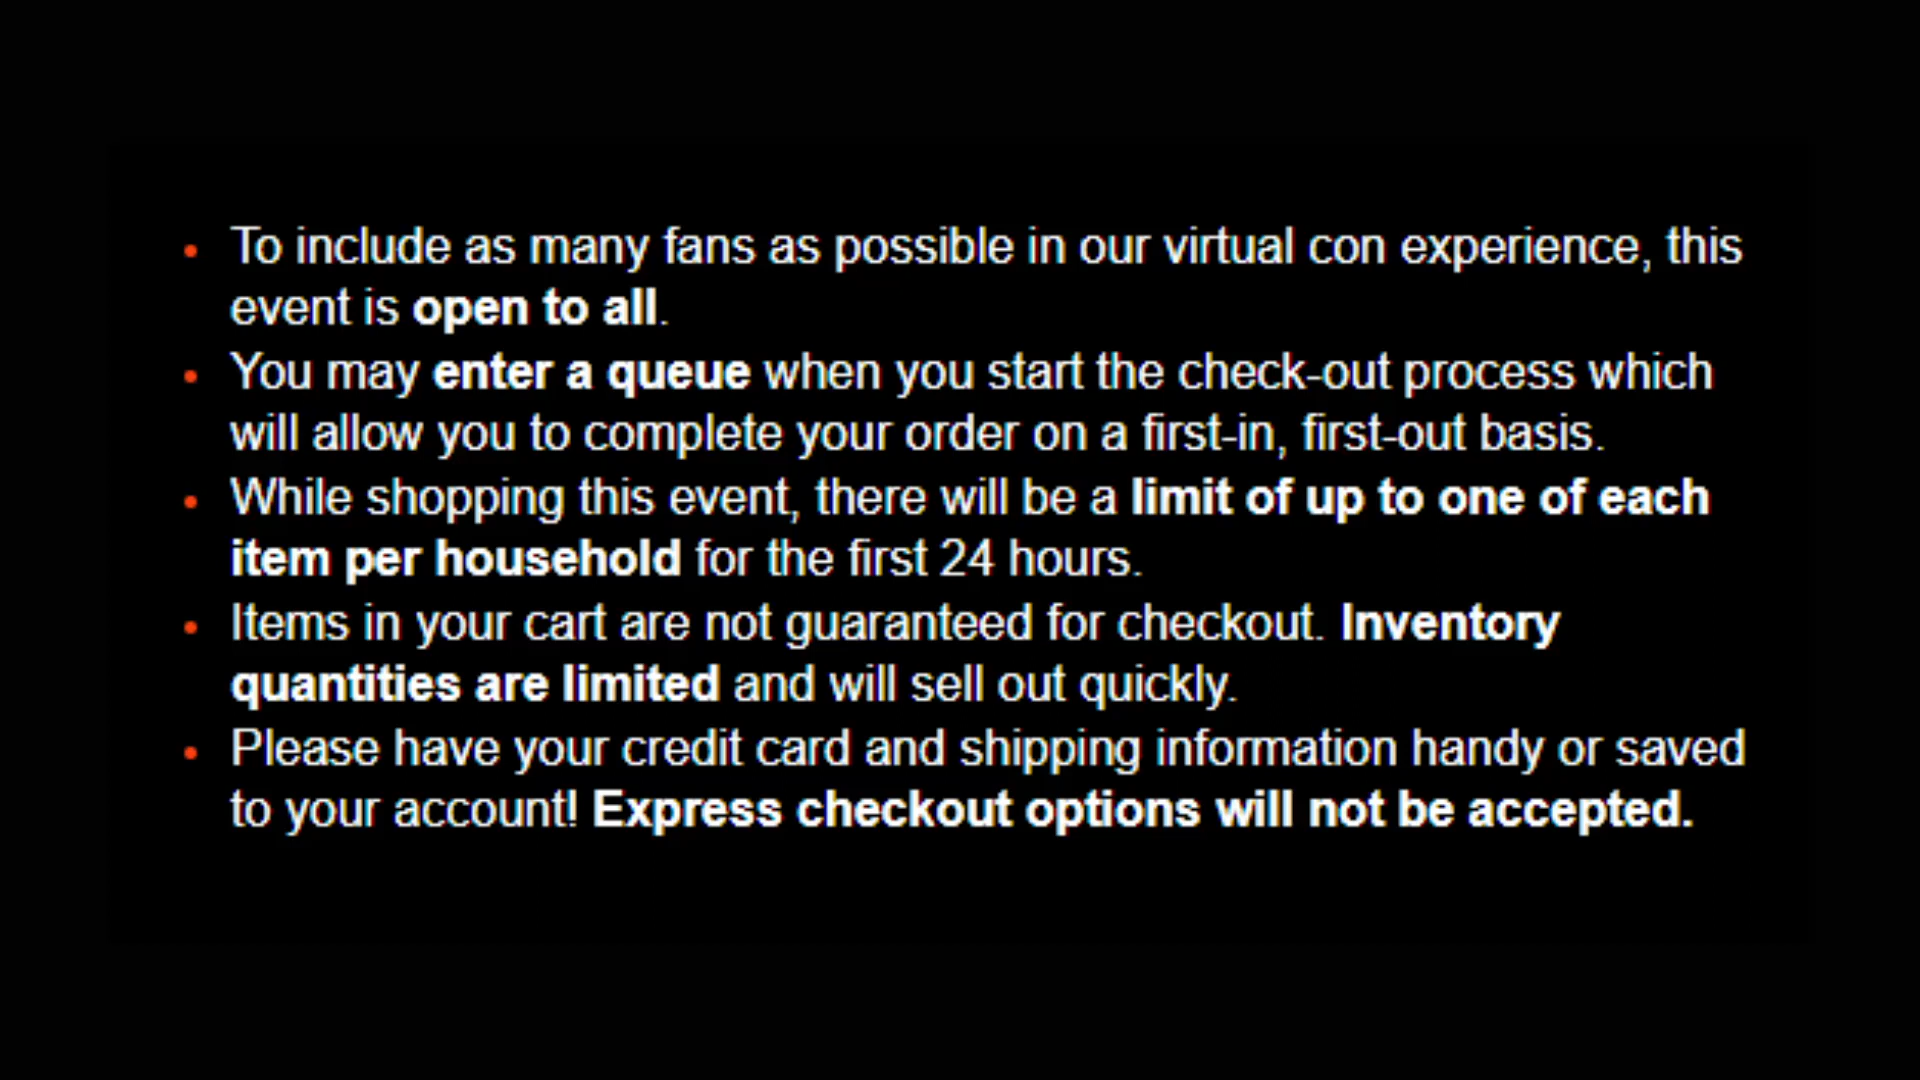 • To include as many fans as possible in our virtual con experience, this
event is open to all.
• You may enter a queue when you start the check-out process which
will allow you to complete your order on a first-in, first-out basis.
• While shopping this event, there will be a limit of up to one of each
item per household for the first 24 hours.
• Items in your cart are not guaranteed for checkout. Inventory
quantities are limited and will sell out quickly.
• Please have your credit card and shipping information handy or saved
to your account! Express checkout options will not be accepted.